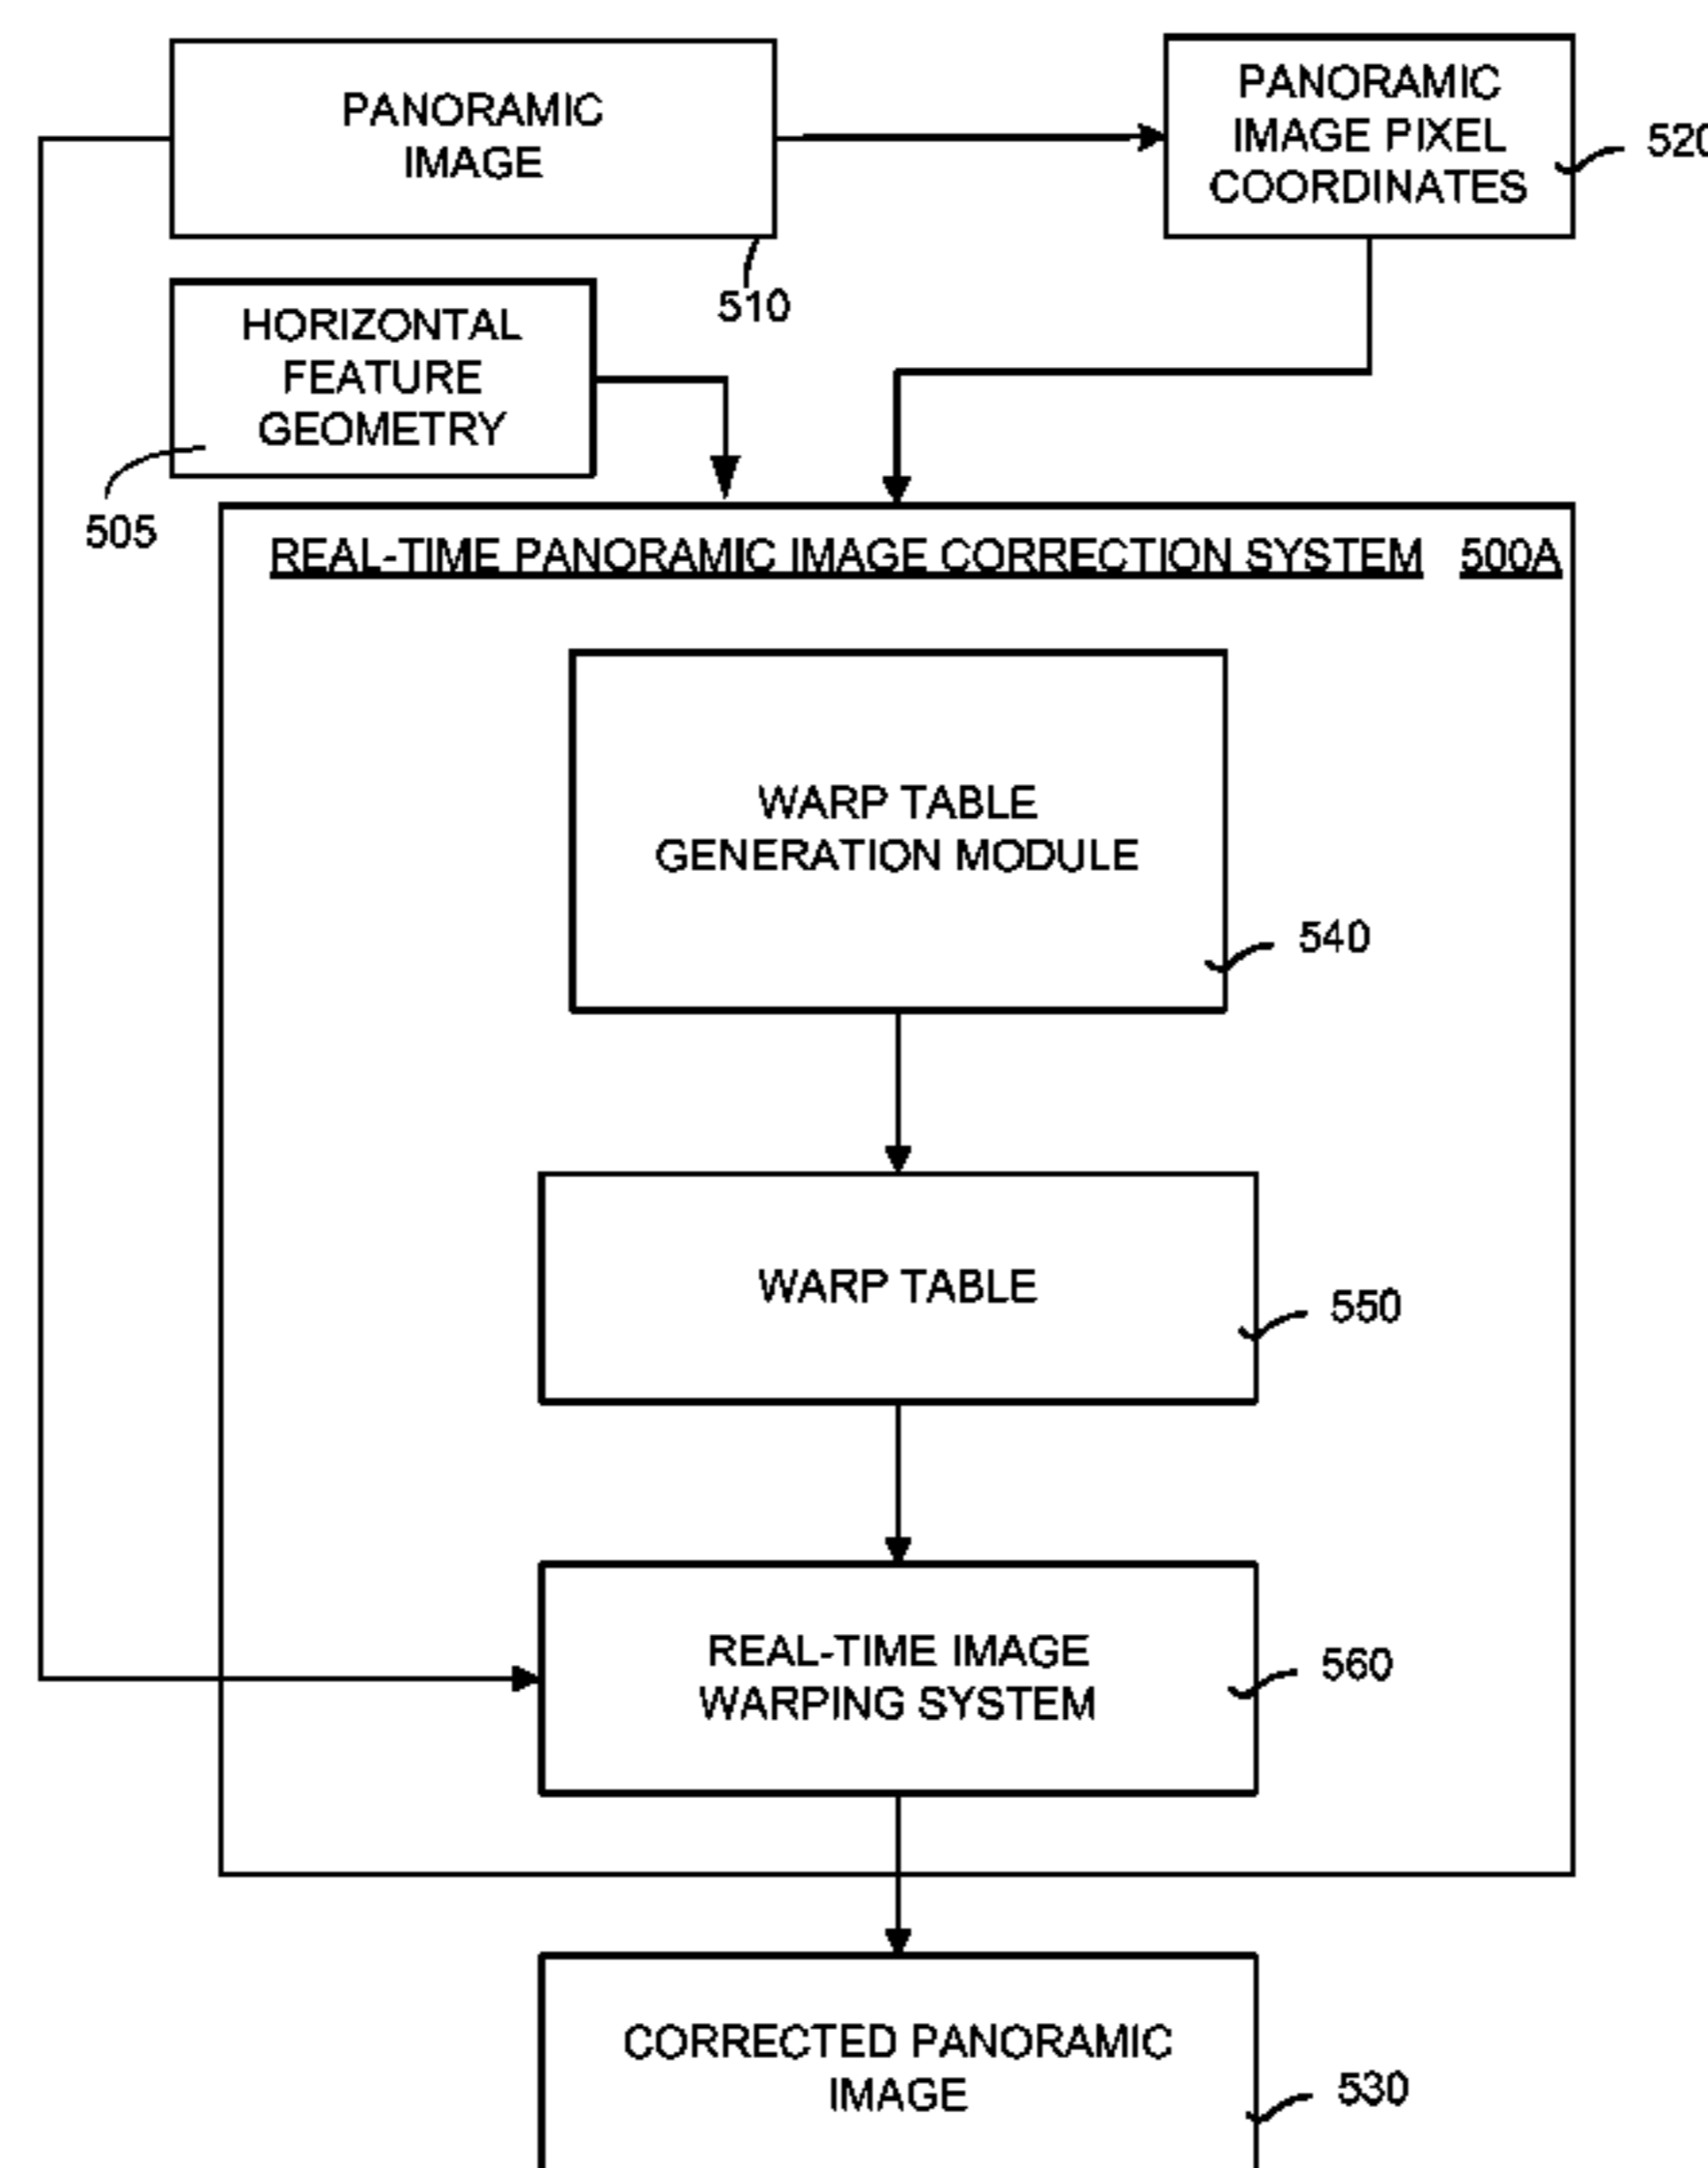 PANORAMIC
IMAGE
510
PANORAMIC
IMAGE PIXEL
COORDINATES
520
HORIZONTAL
FEATURE
GEOMETRY
505
REAL-TIME PANORAMIC IMAGE CORRECTION SYSTEM 500A
WARP TABLE
GENERATION MODULE
540
WARP TABLE
550
REAL-TIME IMAGE
WARPING SYSTEM
560
CORRECTED PANORAMIC
IMAGE
530